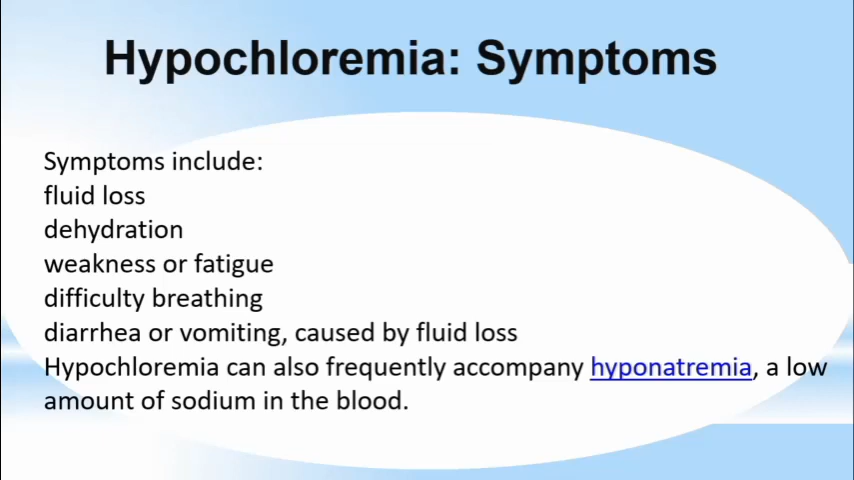 Hypochloremia: Symptoms
Symptoms include:
fluid loss
dehydration
weakness or fatigue
difficulty breathing
diarrhea or vomiting, caused by fluid loss
Hypochloremia can also frequently accompany hyponatremia, a low
amount of sodium in the blood.